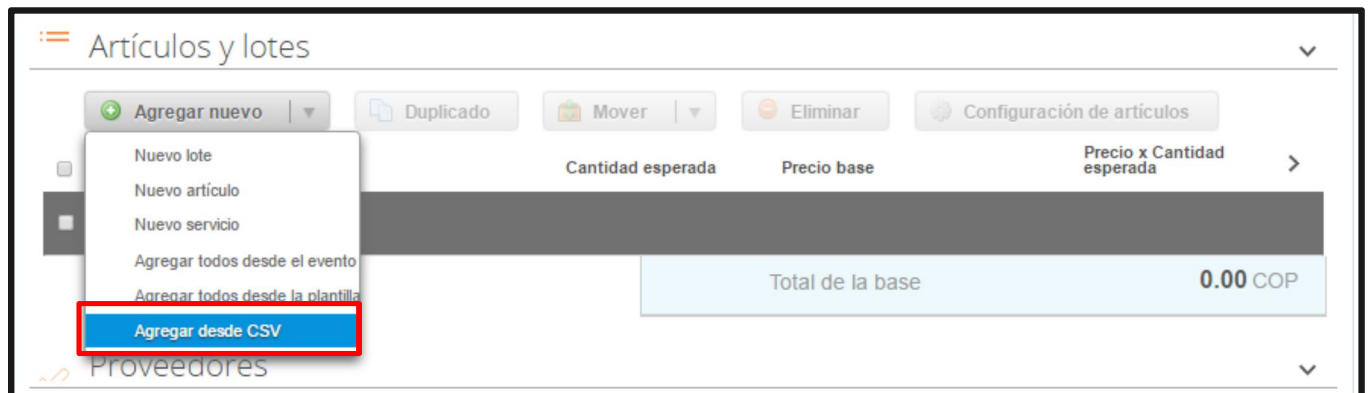 Artículos y lotes
Agregar nuevo Duplicado Mover Eliminar Configuración de artículos
Nuevo lote
Cantidad esperada Precio base Precio x Cantidad esperada
Nuevo artículo
Nuevo servicio
Agregar todos desde el evento
Total de la base 0.00 COP
Agregar todos desde la plantilla
Agregar desde CSV
Proveedores